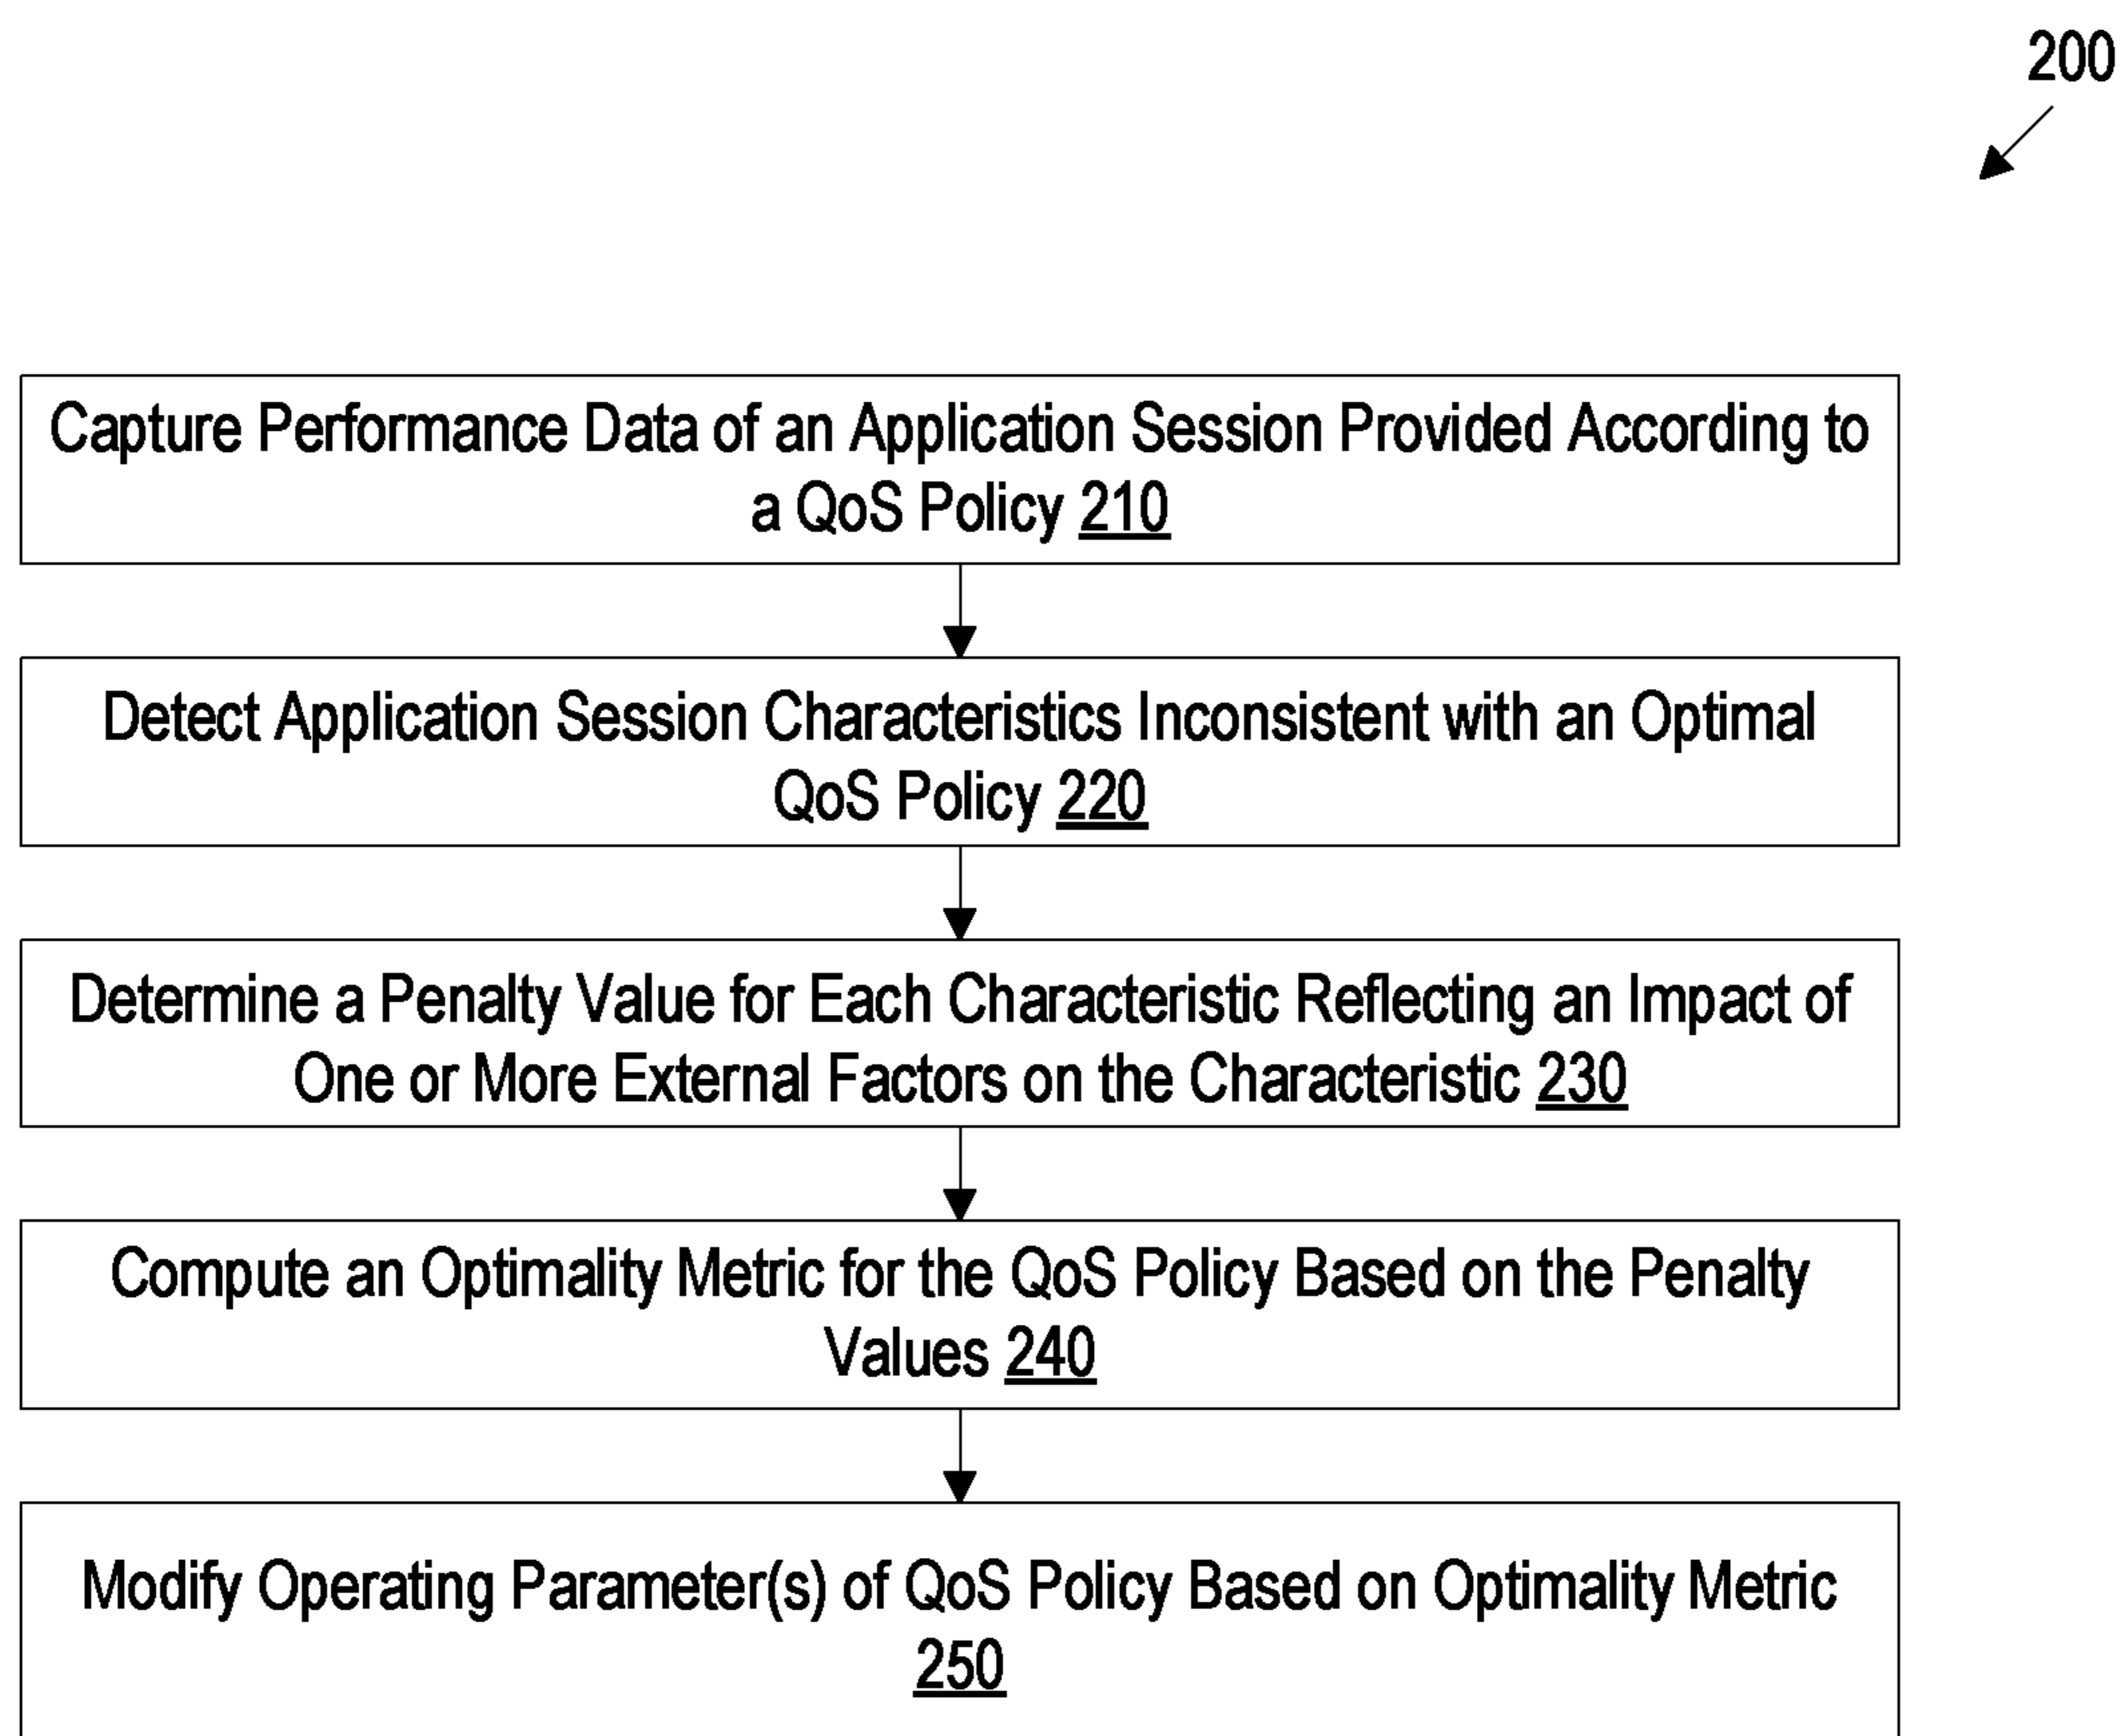 200
Capture Performance Data of an Application Session Provided According to
a QoS Policy 210
Detect Application Session Characteristics Inconsistent with an Optimal
QoS Policy 220
Determine a Penalty Value for Each Characteristic Reflecting an Impact of
One or More External Factors on the Characteristic 230
Compute an Optimality Metric for the QoS Policy Based on the Penalty
Values 240
Modify Operating Parameter(s) of QoS Policy Based on Optimality Metric
250